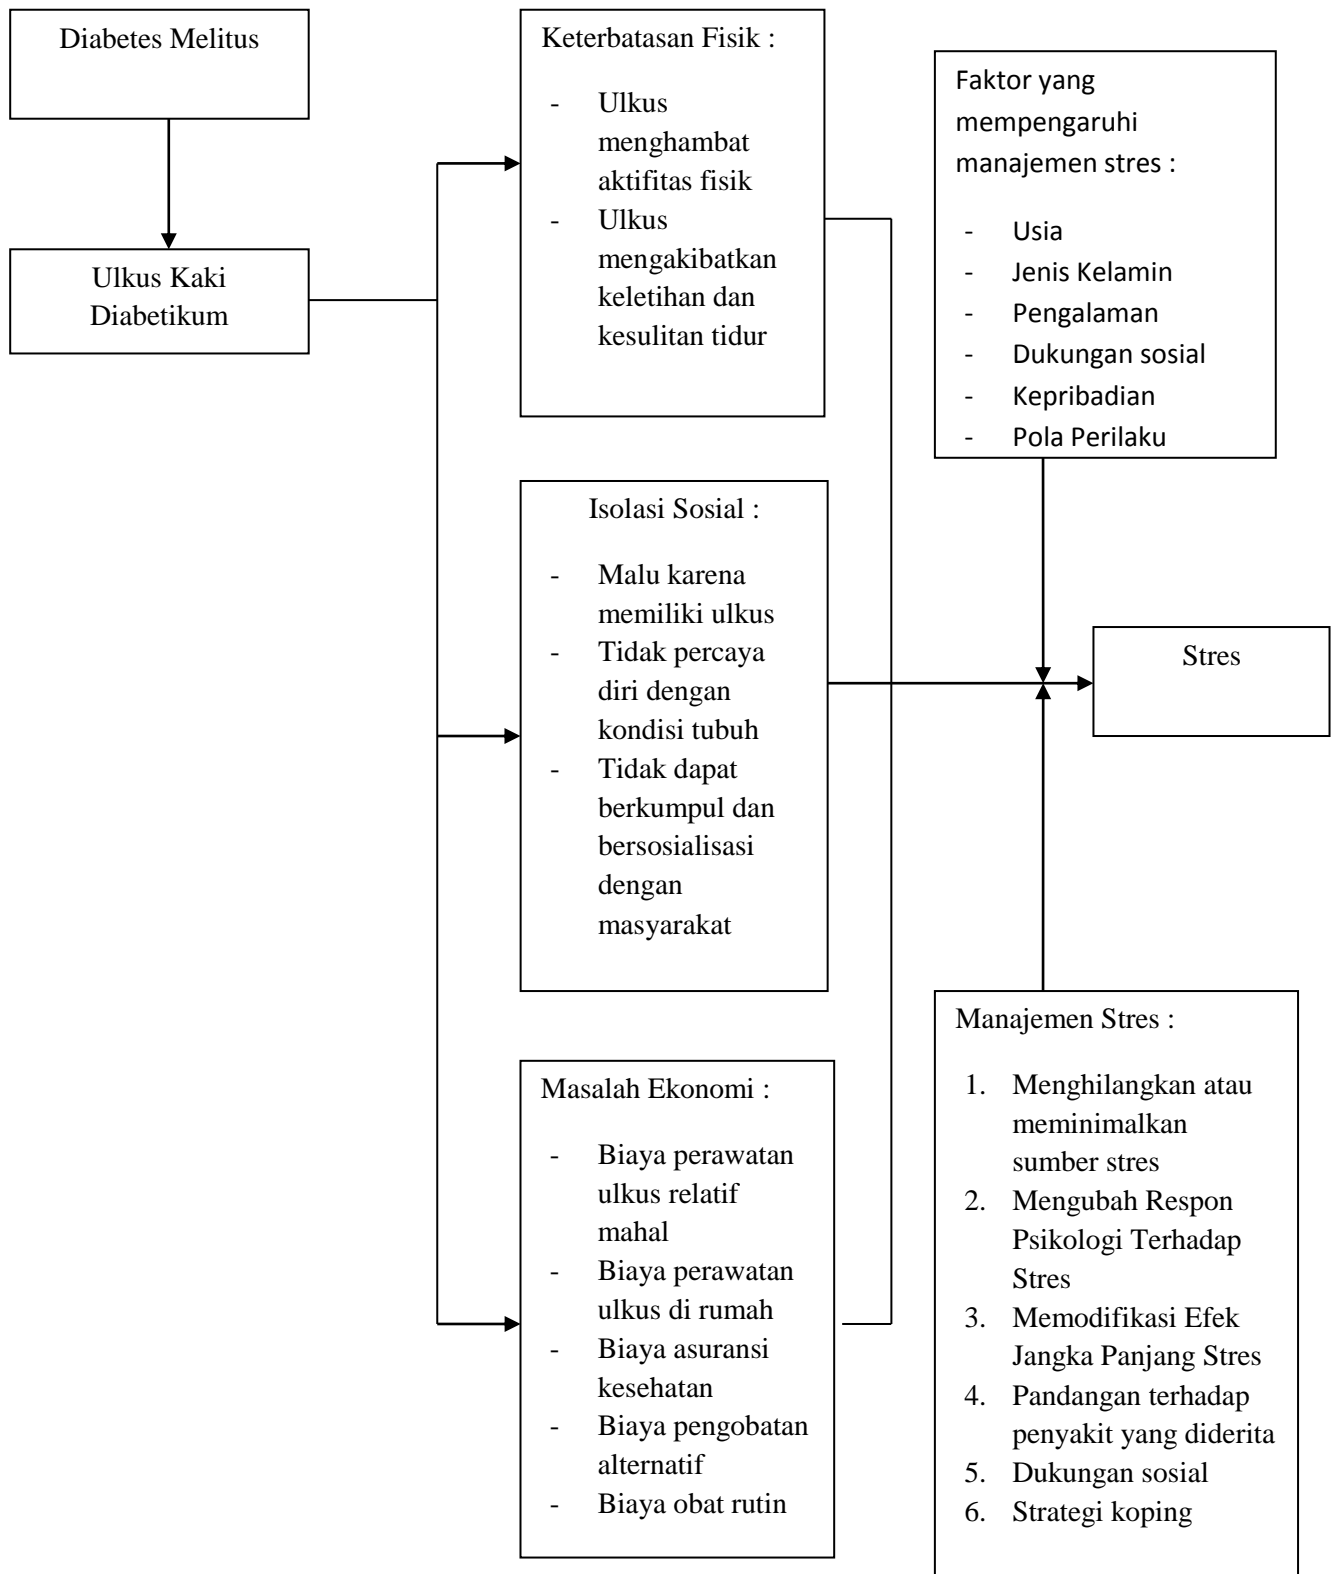 Diabetes Melitus
Ulkus Kaki
Diabetikum
Keterbatasan Fisik :
- Ulkus
menghambat
aktifitas fisik
- Ulkus
mengakibatkan
keletihan dan
kesulitan tidur
Isolasi Sosial :
- Malu karena
memiliki ulkus
- Tidak percaya
diri dengan
kondisi tubuh
- Tidak dapat
berkumpul dan
bersosialisasi
dengan
masyarakat
Masalah Ekonomi :
- Biaya perawatan
ulkus relatif
mahal
- Biaya perawatan
ulkus di rumah
- Biaya asuransi
kesehatan
- Biaya pengobatan
alternatif
- Biaya obat rutin
Faktor yang
mempengaruhi
manajemen stres :
- Usia
- Jenis Kelamin
- Pengalaman
- Dukungan sosial
- Kepribadian
- Pola Perilaku
Stres
Manajemen Stres :
1. Menghilangkan atau
meminimalkan
sumber stres
2. Mengubah Respon
Psikologi Terhadap
Stres
3. Memodifikasi Efek
Jangka Panjang Stres
4. Pandangan terhadap
penyakit yang diderita
5. Dukungan sosial
6. Strategi koping